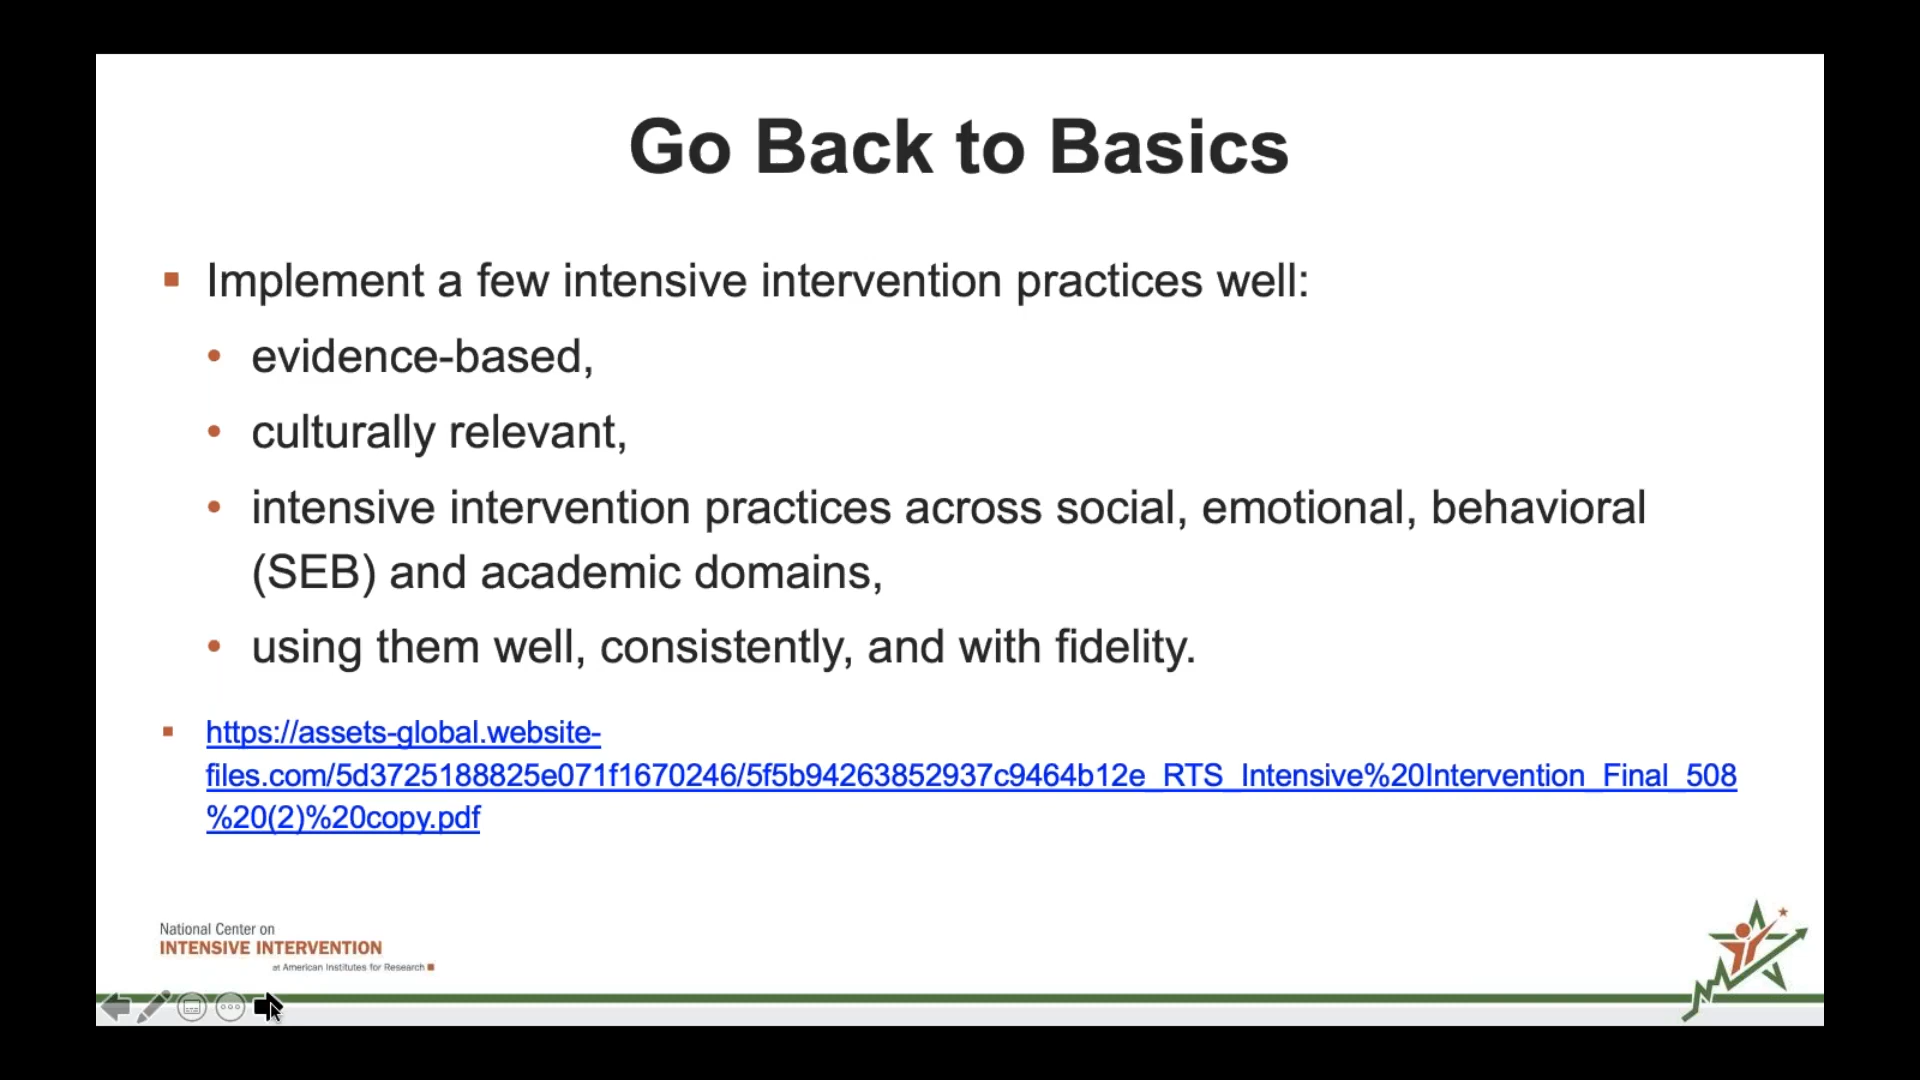 Go Back to Basics
Implement a few intensive intervention practices well:
evidence-based,
culturally relevant,
intensive intervention practices across social, emotional, behavioral
(SEB) and academic domains,
using them well, consistently, and with fidelity.
https://assets-global.website-
files.com/5d3725188825e071f1670246/5f5b94263852937c9464b12e_RTS_Intensive%20Intervention_Final_508
%20(2)%20copy.pdf
National Center on
INTENSIVE INTERVENTION
at American Institutes for Research